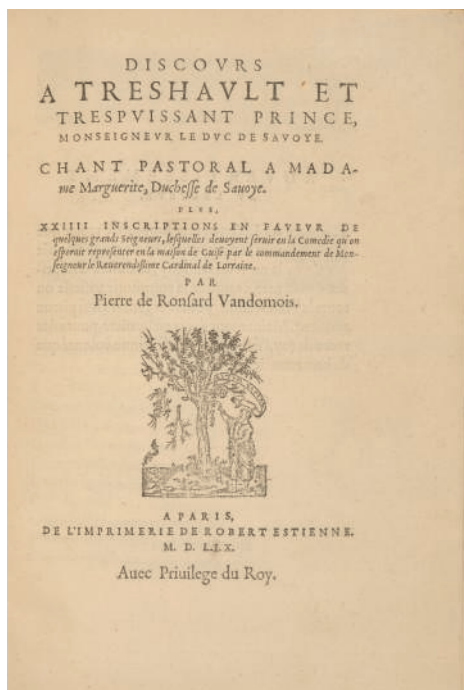 DISCOVRS
A TRESHAVLT ET
TRESPVISSANT PRINCE,
MONSEIGNEVR LE DVC DE SAVOYE.
CHANT PASTORAL A MADA-
me Marguerite, Duchesse de Sauoye.
PLVS,
XXIIII INSCRIPTIONS EN FAVEVR DE
quelques grands Seigneurs, lesquelles deuoyent seruir en la Comedie qu'on
esperoit representer en la maison de Guise par le commandement de Mon-
seigneur le Reuerendissime Cardinal de Lorraine.
PAR
Pierre de Ronsard Vandomois.
A PARIS,
DE L'IMPRIMERIE DE ROBERT ESTIENNE.
M. D. LIX.
Auec Priuilege du Roy.